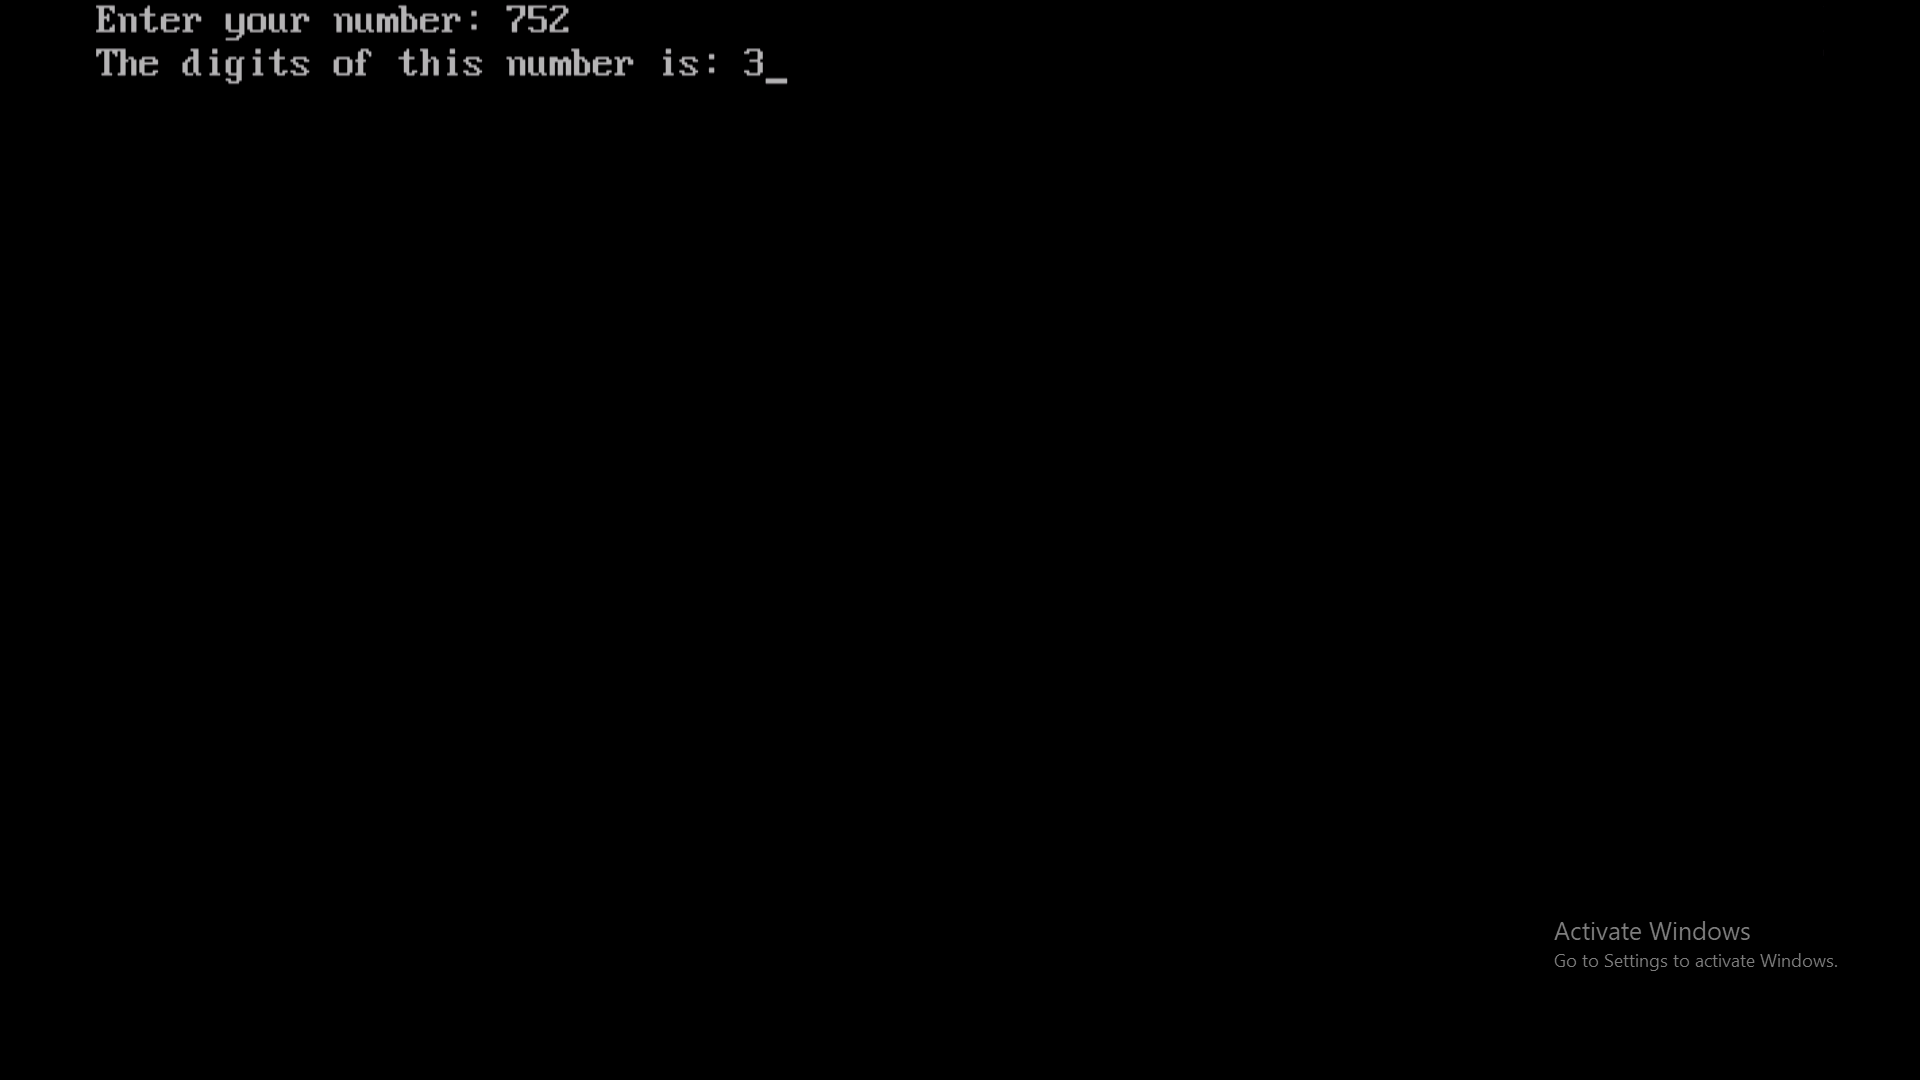 Enter your number: 752
The digits of this number is: 3_
Activate Windows
Go to Settings to activate Windows.